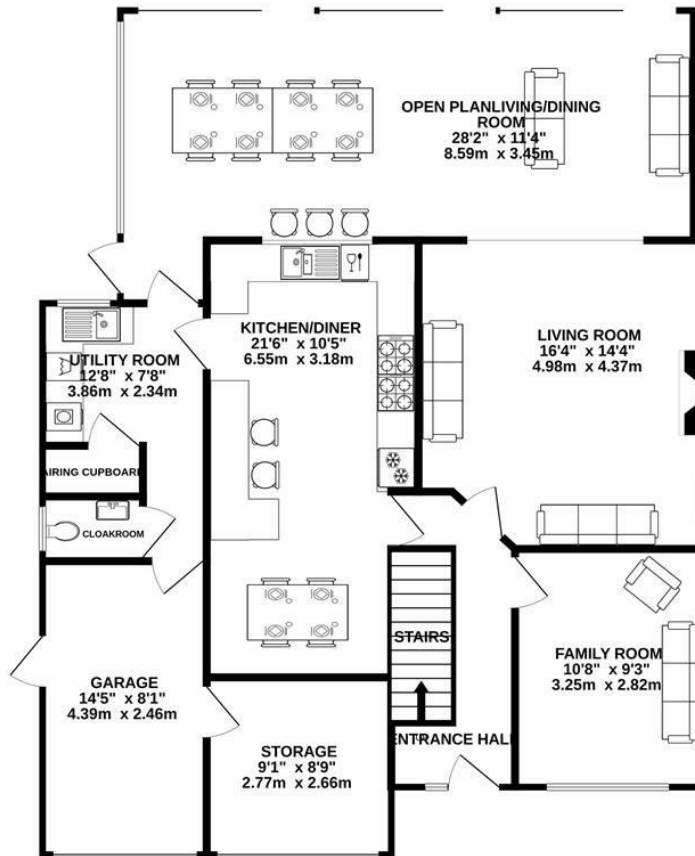 OPEN PLANLIVING/DINING
ROOM
28'2" x 11'4"
8.59m x 3.45m
KITCHEN/DINER
21'6" x 10'5"
6.55m x 3.18m
LIVING ROOM
16'4" x 14'4"
4.98m x 4.37m
UTILITY ROOM
12'8" x 7'8"
3.86m x 2.34m
AIRING CUPBOARD
CLOAKROOM
STAIRS
FAMILY ROOM
10'8" x 9'3"
3.25m x 2.82m
GARAGE
14'5" x 8'1"
4.39m x 2.46m
STORAGE
9'1" x 8'9"
2.77m x 2.66m
ENTRANCE HALL